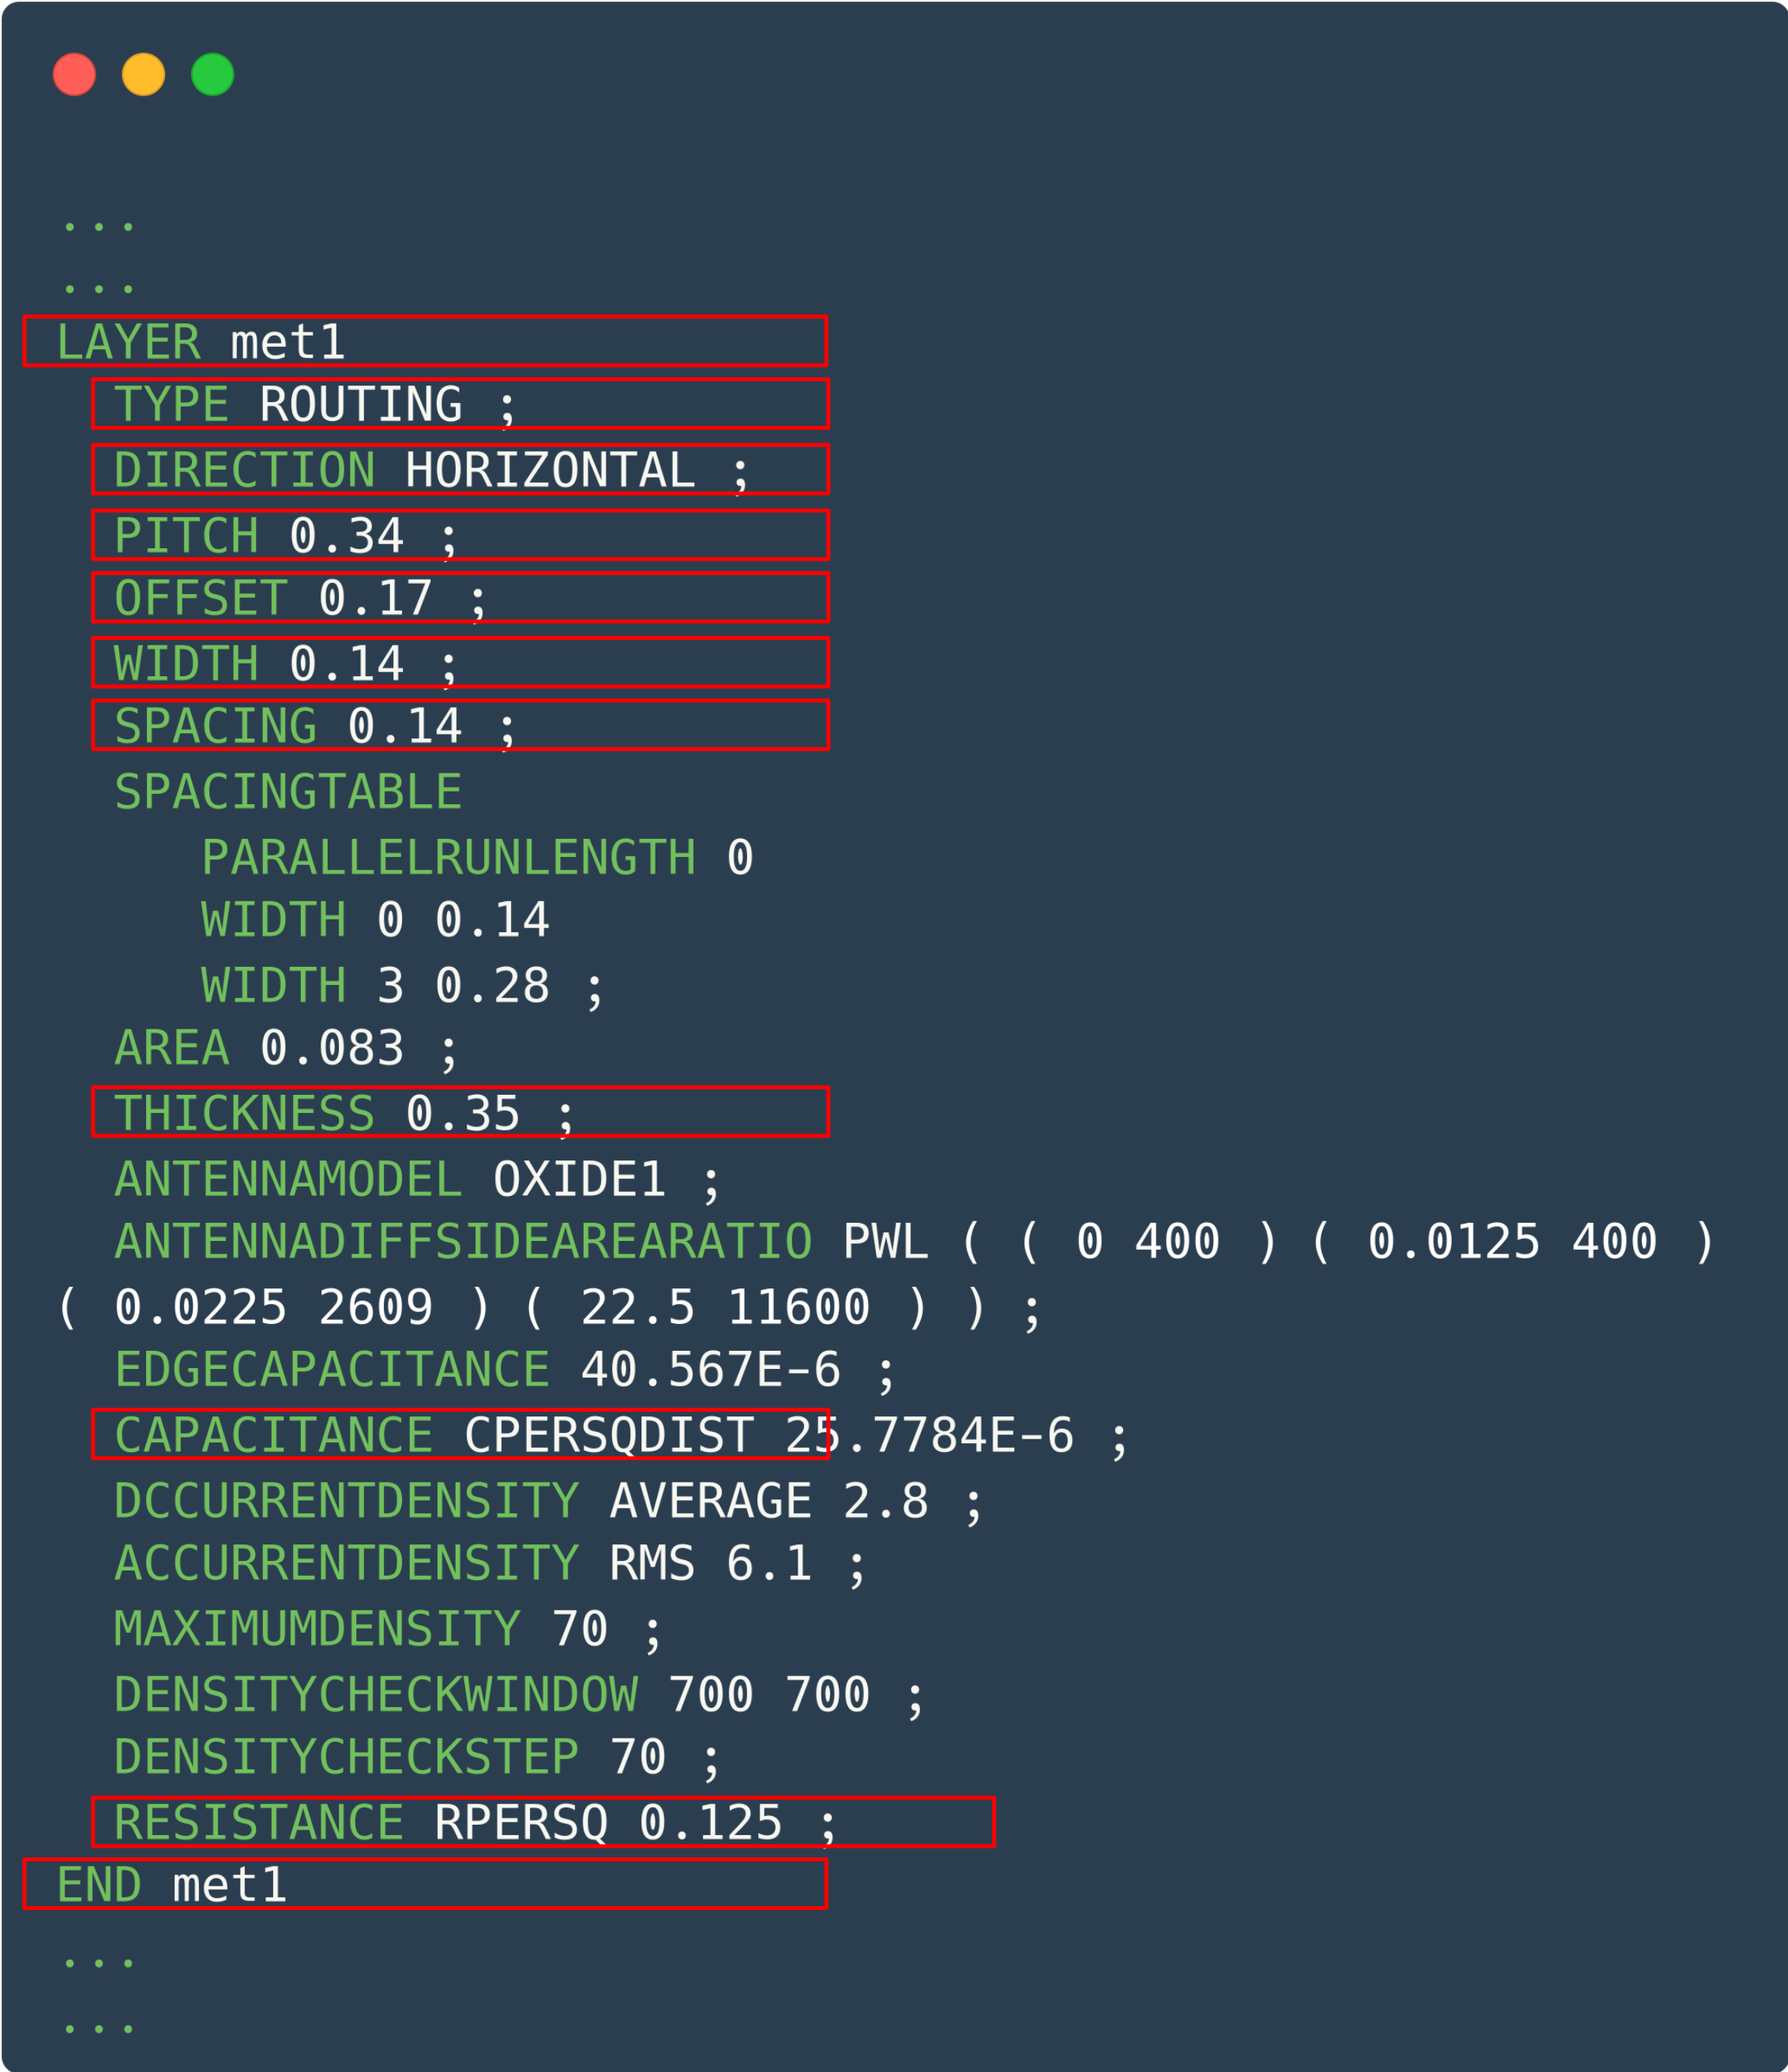 ...
...
LAYER met1
TYPE ROUTING ;
DIRECTION HORIZONTAL ;
PITCH 0.34 ;
OFFSET 0.17 ;
WIDTH 0.14 ;
SPACING 0.14 ;
SPACINGTABLE
PARALLELRUNLENGTH 0
WIDTH 0 0.14
WIDTH 3 0.28 ;
AREA 0.083 ;
THICKNESS 0.35 ;
ANTENNAMODEL OXIDE1 ;
ANTENNADIFFSIDEAREARATIO PWL ( ( 0 400 ) ( 0.0125 400 )
( 0.0225 2609 ) ( 22.5 11600 ) ) ;
EDGECAPACITANCE 40.567E-6 ;
CAPACITANCE CPERSQDIST 25.7784E-6 ;
DCCURRENTDENSITY AVERAGE 2.8 ;
ACCURRENTDENSITY RMS 6.1 ;
MAXIMUMDENSITY 70 ;
DENSITYCHECKWINDOW 700 700 ;
DENSITYCHECKSTEP 70 ;
RESISTANCE RPERSQ 0.125 ;
END met1
...
...